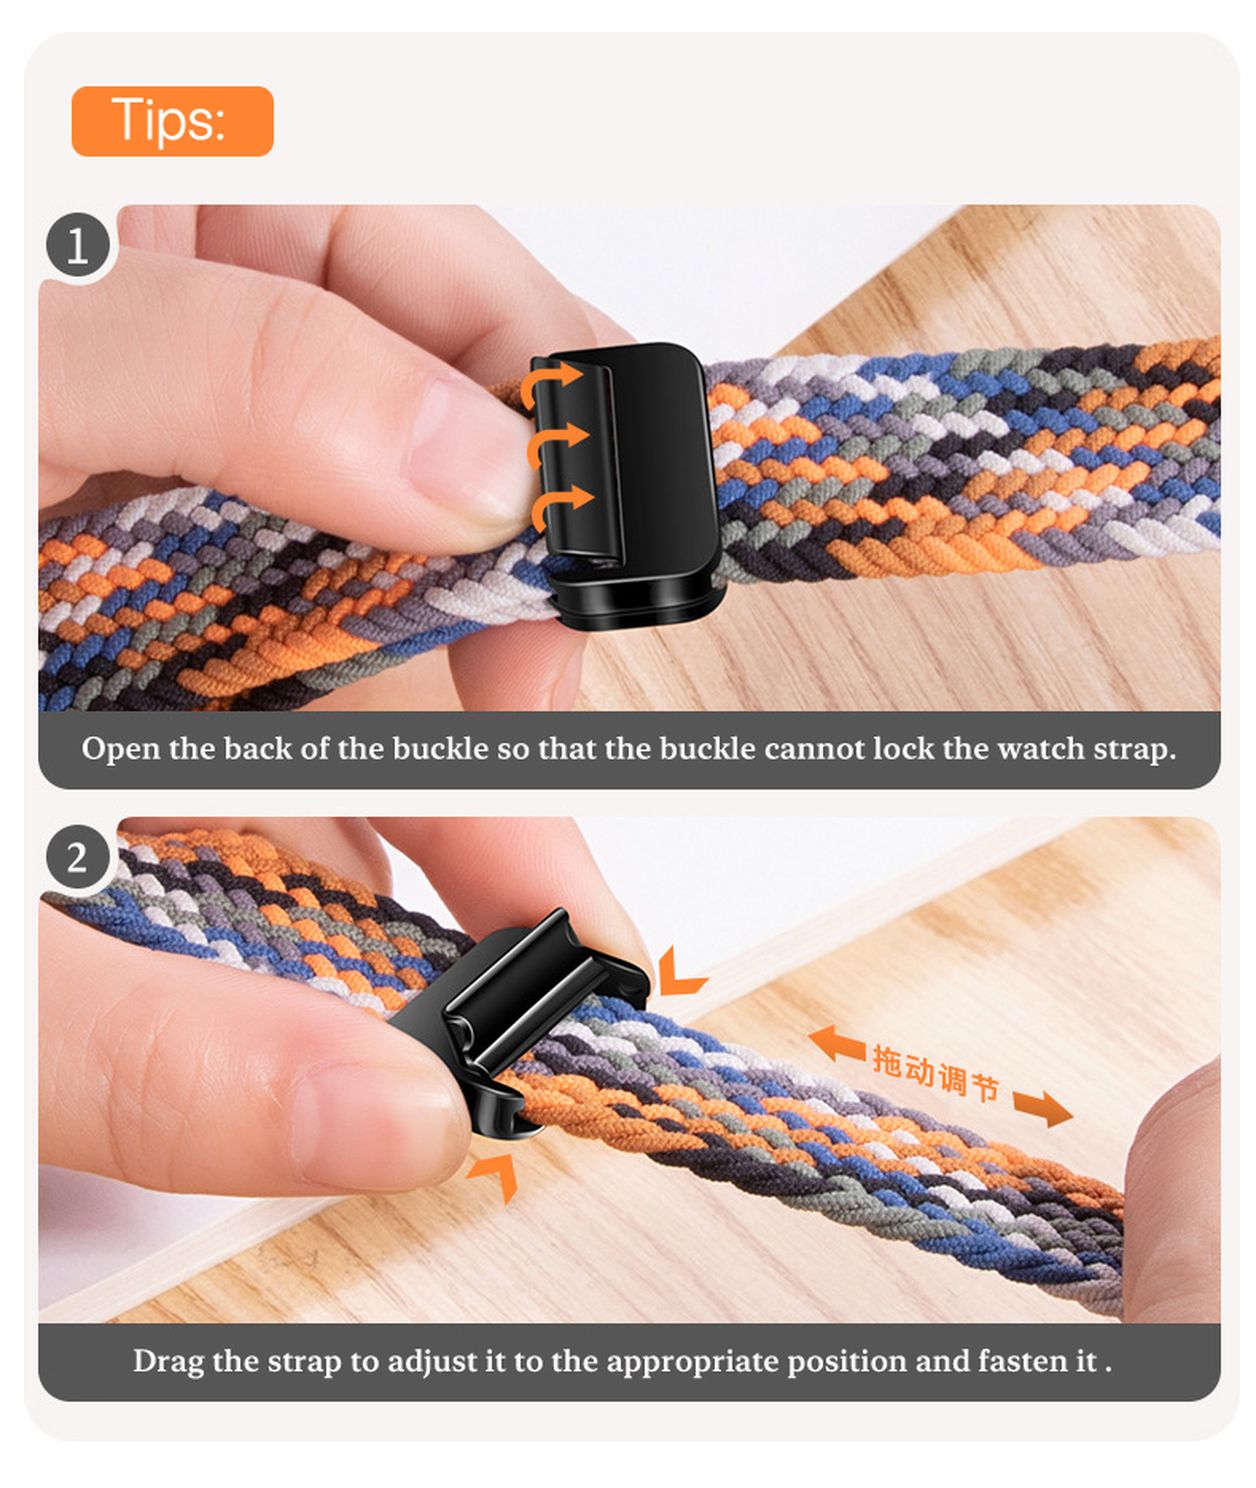 Tips:
1
Open the back of the buckle so that the buckle cannot lock the watch strap.
2
拖动调节
Drag the strap to adjust it to the appropriate position and fasten it .